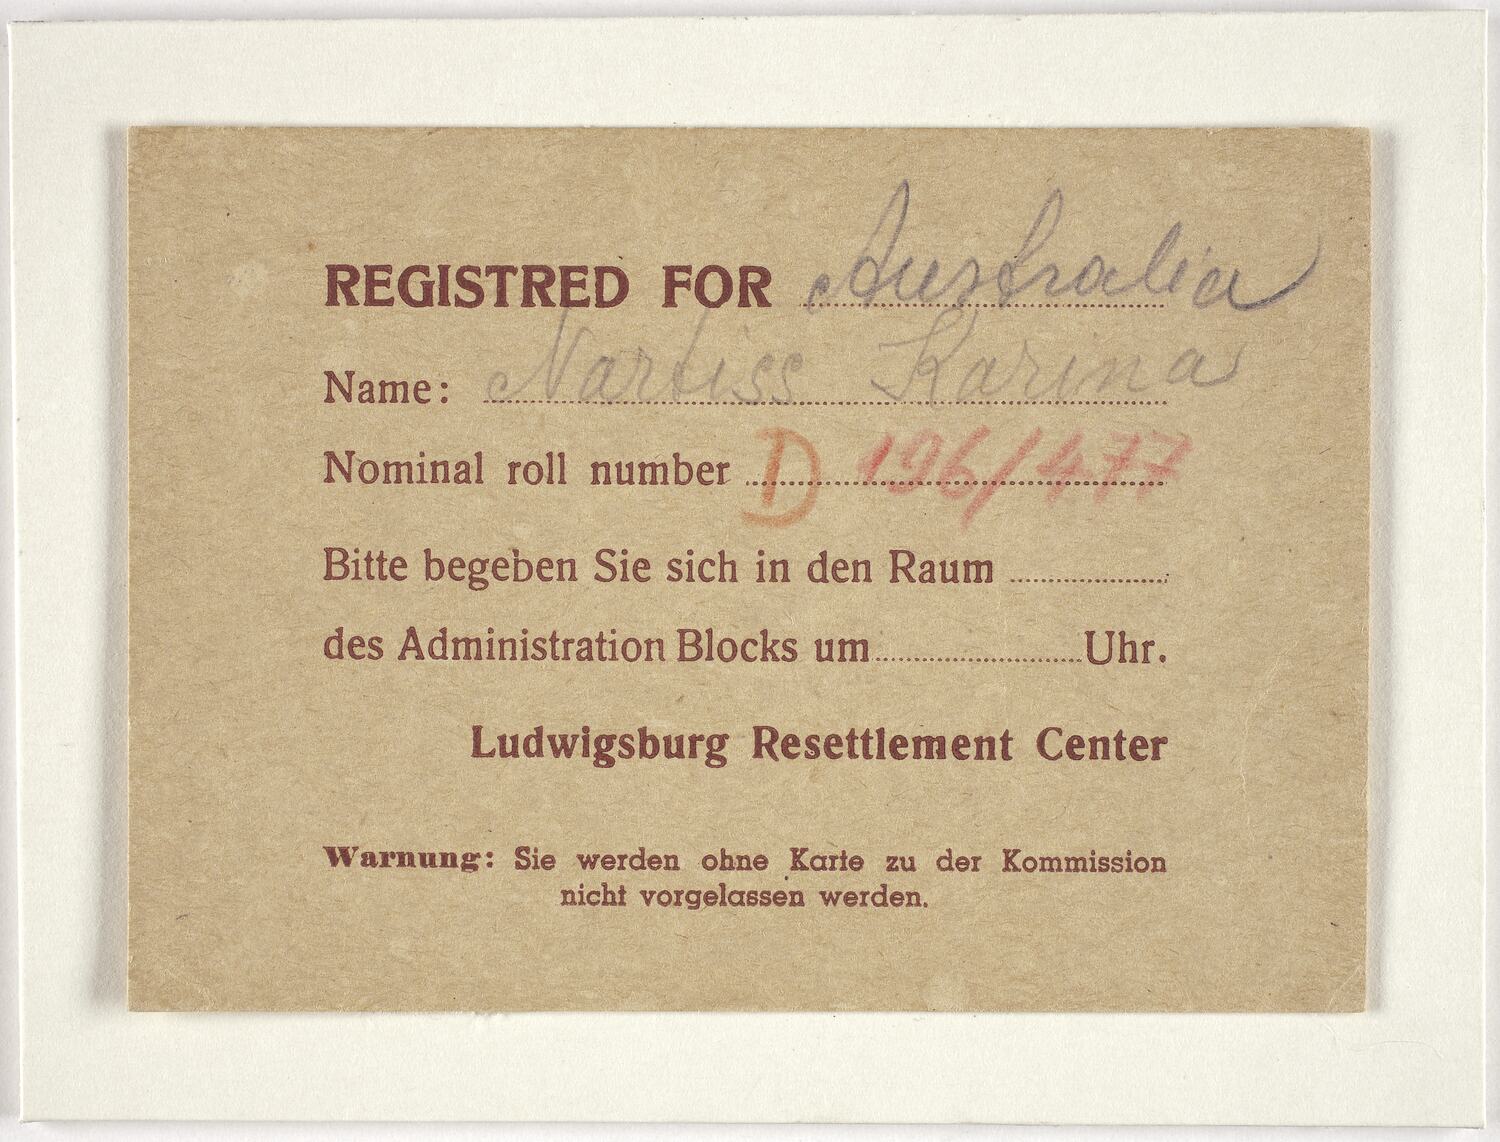 REGISTRED FOR Australia
Name: Nartiss Karina
Nominal roll number D 196/477
Bitte begeben Sie sich in den Raum
des Administration Blocks um Uhr.
Ludwigsburg Resettlement Center
Warnung: Sie werden ohne Karte zu der Kommission
nicht vorgelassen werden.